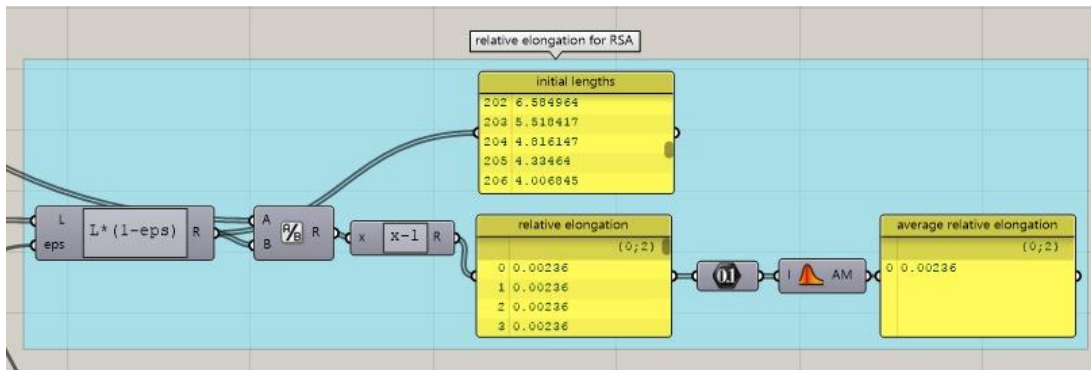 relative elongation for RSA
initial lengths
202 6.584964
203 5.518417
204 4.816147
205 4.33464
206 4.006845
L
eps
L*(1-eps)
R
A
B
A/B
R
x
x-1
R
relative elongation
{0;2}
0 0.00236
1 0.00236
2 0.00236
3 0.00236
0.1
I
AM
average relative elongation
{0;2}
0 0.00236